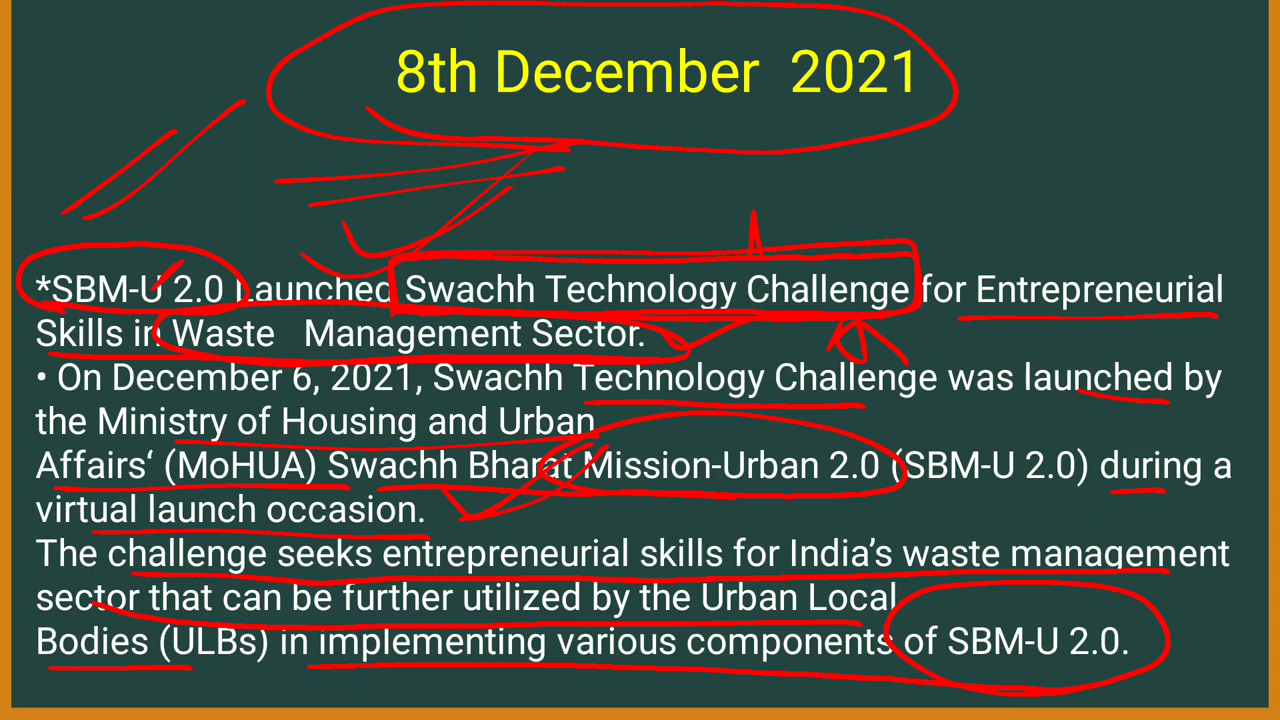 8th December 2021
*SBM-U 2.0 Launched Swachh Technology Challenge for Entrepreneurial
Skills in Waste Management Sector.
• On December 6, 2021, Swachh Technology Challenge was launched by
the Ministry of Housing and Urban
Affairs‘ (MoHUA) Swachh Bharat Mission-Urban 2.0 (SBM-U 2.0) during a
virtual launch occasion.
The challenge seeks entrepreneurial skills for India’s waste management
sector that can be further utilized by the Urban Local
Bodies (ULBs) in implementing various components of SBM-U 2.0.